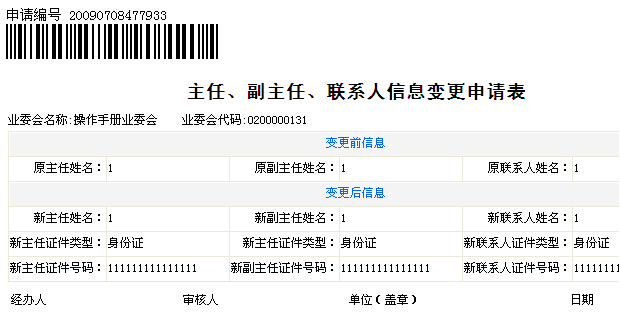 申请编号 20090708477933
主任、副主任、联系人信息变更申请表
业委会名称:操作手册业委会 业委会代码:0200000131
变更前信息
原主任姓名： 1 原副主任姓名： 1 原联系人姓名： 1
变更后信息
新主任姓名： 1 新副主任姓名： 1 新联系人姓名： 1
新主任证件类型： 身份证 新主任证件类型： 身份证 新联系人证件类型： 身份证
新主任证件号码： 111111111111111 新副主任证件号码： 111111111111111 新联系人证件号码： 11111111
经办人 审核人 单位（盖章） 日期